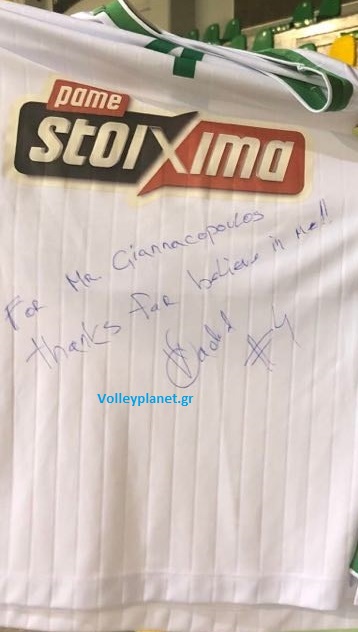 pame
stoixima
For Mr. Giannacopoulos
thanks for believe in me!!
#4
Volleyplanet.gr